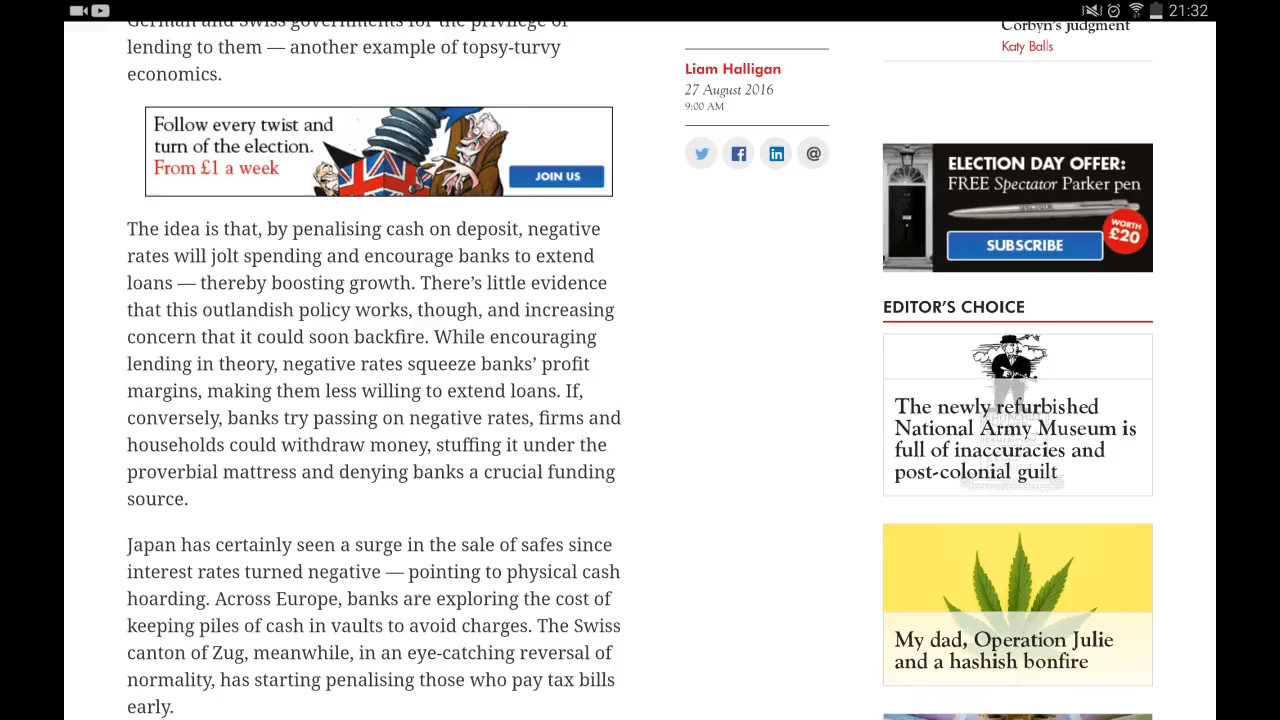 21:32
German and Swiss governments for the privilege of
lending to them — another example of topsy-turvy
economics.
Follow every twist and
turn of the election.
From £1 a week
JOIN US
The idea is that, by penalising cash on deposit, negative
rates will jolt spending and encourage banks to extend
loans — thereby boosting growth. There’s little evidence
that this outlandish policy works, though, and increasing
concern that it could soon backfire. While encouraging
lending in theory, negative rates squeeze banks’ profit
margins, making them less willing to extend loans. If,
conversely, banks try passing on negative rates, firms and
households could withdraw money, stuffing it under the
proverbial mattress and denying banks a crucial funding
source.
Japan has certainly seen a surge in the sale of safes since
interest rates turned negative — pointing to physical cash
hoarding. Across Europe, banks are exploring the cost of
keeping piles of cash in vaults to avoid charges. The Swiss
canton of Zug, meanwhile, in an eye-catching reversal of
normality, has starting penalising those who pay tax bills
early.
Liam Halligan
27 August 2016
9:00 AM
Corbyn’s judgment
Katy Balls
ELECTION DAY OFFER:
FREE Spectator Parker pen
WORTH
£20
SUBSCRIBE
EDITOR’S CHOICE
The newly refurbished
National Army Museum is
full of inaccuracies and
post-colonial guilt
My dad, Operation Julie
and a hashish bonfire